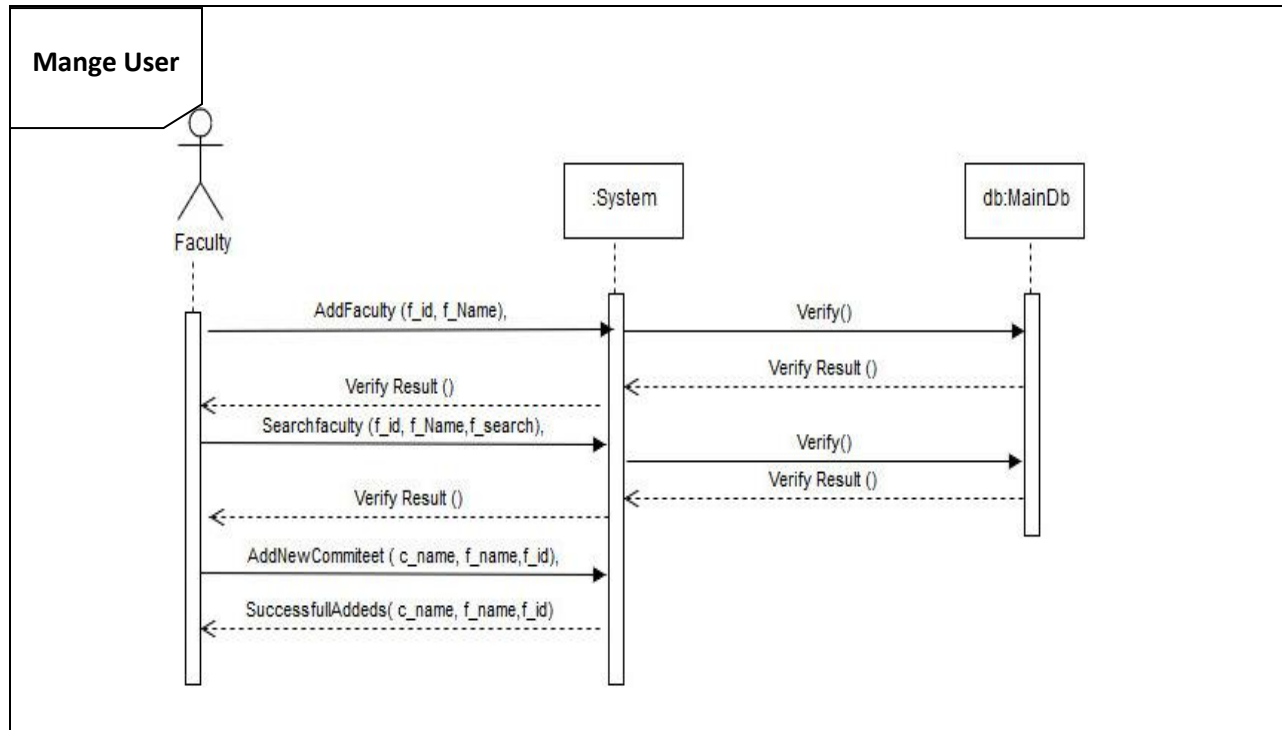 Mange User
Faculty
:System
db:MainDb
AddFaculty (f_id, f_Name),
Verify()
Verify Result ()
Verify Result ()
Searchfaculty (f_id, f_Name,f_search),
Verify()
Verify Result ()
Verify Result ()
AddNewCommiteet ( c_name, f_name,f_id),
SuccessfullAddeds( c_name, f_name,f_id)